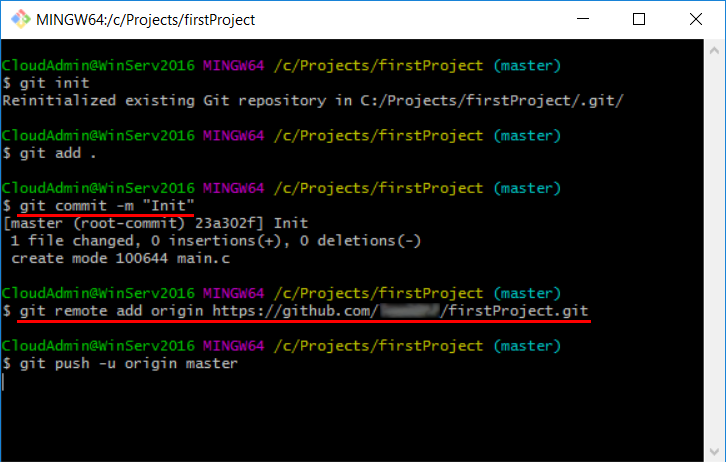 MINGW64:/c/Projects/firstProject
CloudAdmin@WinServ2016 MINGW64 /c/Projects/firstProject (master)
$ git init
Reinitialized existing Git repository in C:/Projects/firstProject/.git/
CloudAdmin@WinServ2016 MINGW64 /c/Projects/firstProject (master)
$ git add .
CloudAdmin@WinServ2016 MINGW64 /c/Projects/firstProject (master)
$ git commit -m "Init"
[master (root-commit) 23a302f] Init
 1 file changed, 0 insertions(+), 0 deletions(-)
 create mode 100644 main.c
CloudAdmin@WinServ2016 MINGW64 /c/Projects/firstProject (master)
$ git remote add origin https://github.com/ /firstProject.git
CloudAdmin@WinServ2016 MINGW64 /c/Projects/firstProject (master)
$ git push -u origin master